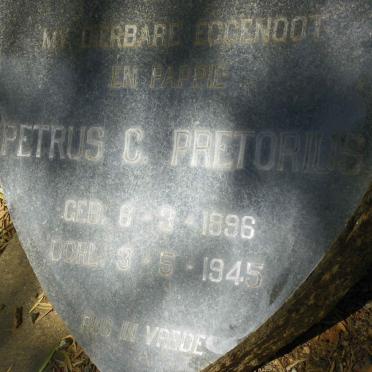 MY DIERBARE EGGENOOT
EN PAPPIE
PETRUS C. PRETORIUS
GEB. 6-3-1896
OORL. 3-5-1945
RUS IN VREDE